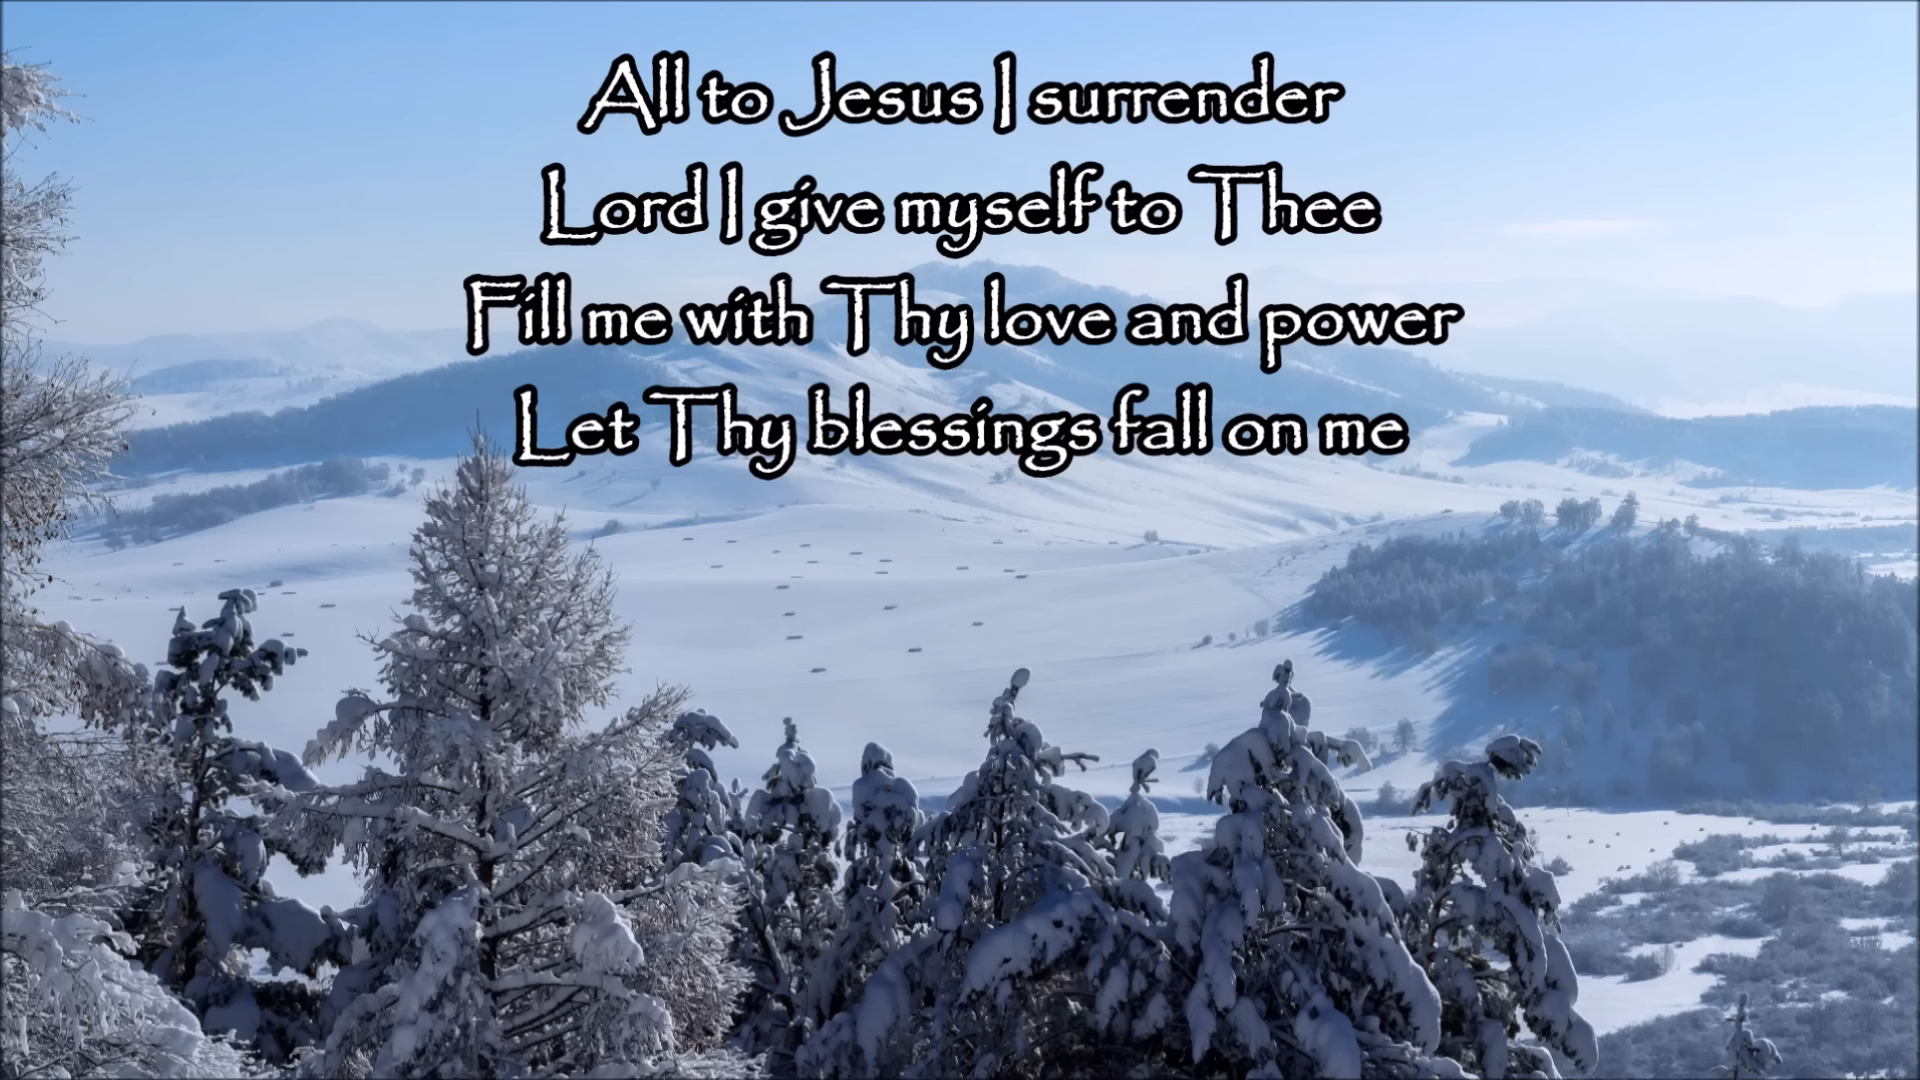 All to Jesus I surrender
Lord I give myself to Thee
Fill me with Thy love and power
Let Thy blessings fall on me